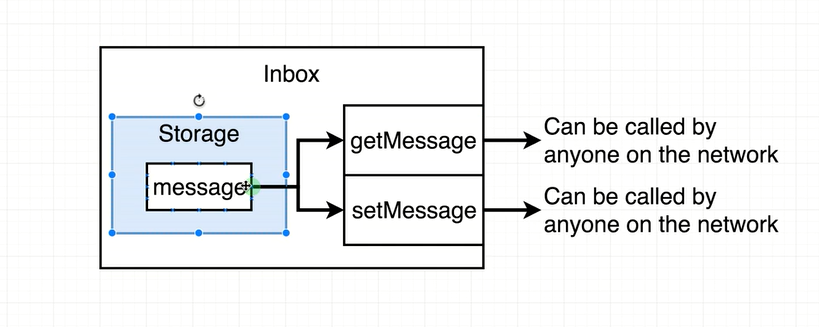 Inbox
Storage
message
getMessage
Can be called by
anyone on the network
setMessage
Can be called by
anyone on the network